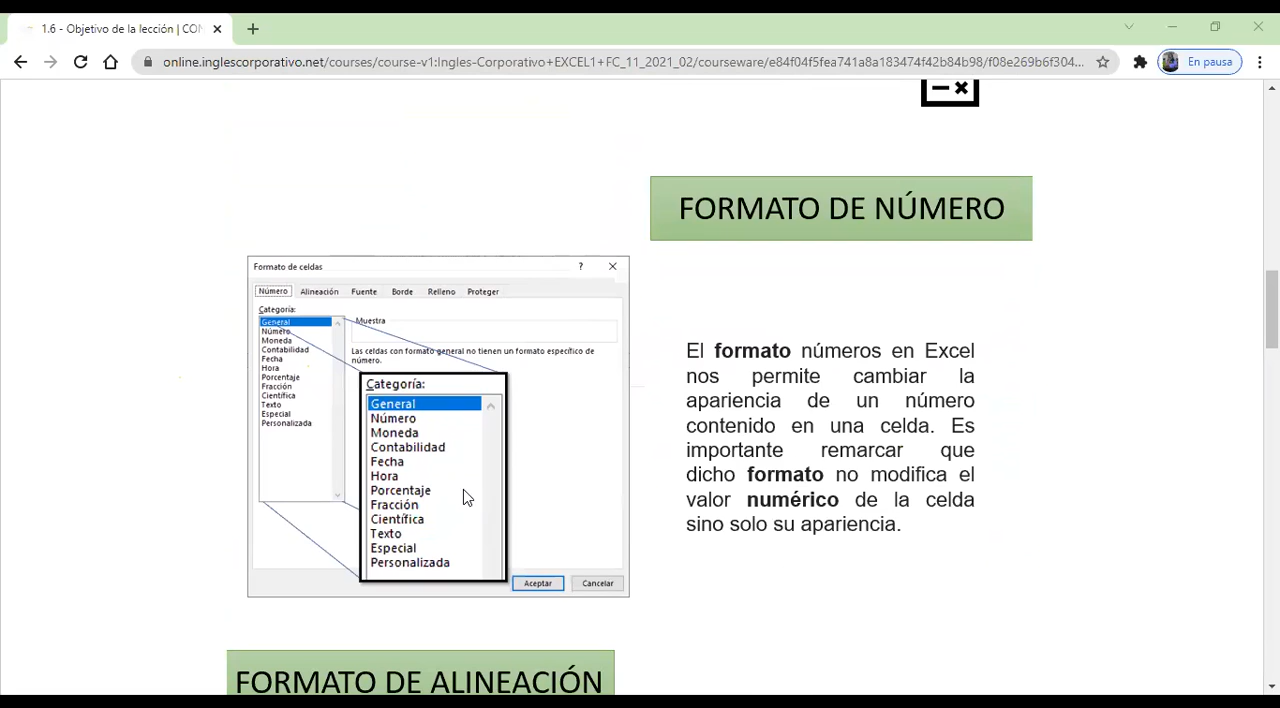 1.6 - Objetivo de la lección | CON
online.inglescorporativo.net/courses/course-v1:Ingles-Corporativo+EXCEL1+FC_11_2021_02/courseware/e84f04f5fea741a8a183474f42b84b98/f08e269b6f304...
En pausa
FORMATO DE NÚMERO
Formato de celdas
?
Número Alineación Fuente Borde Relleno Proteger
Categoría:
General
Número
Moneda
Contabilidad
Fecha
Hora
Porcentaje
Fracción
Científica
Texto
Especial
Personalizada
Muestra
Las celdas con formato general no tienen un formato específico de
número.
Categoría:
General
Número
Moneda
Contabilidad
Fecha
Hora
Porcentaje
Fracción
Científica
Texto
Especial
Personalizada
Aceptar Cancelar
El formato números en Excel
nos permite cambiar la
apariencia de un número
contenido en una celda. Es
importante remarcar que
dicho formato no modifica el
valor numérico de la celda
sino solo su apariencia.
FORMATO DE ALINEACIÓN